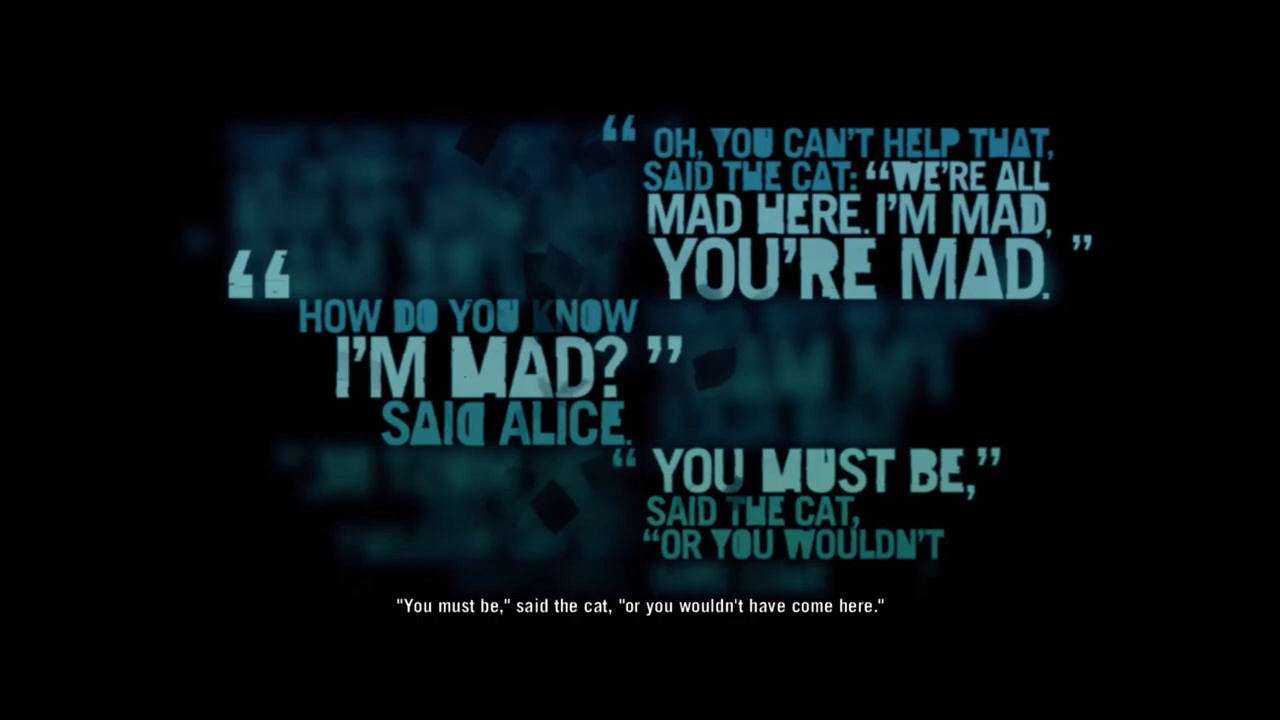 “ OH, YOU CAN’T HELP THAT,
SAID THE CAT: “WE’RE ALL
MAD HERE. I’M MAD,
YOU’RE MAD. ”
“ HOW DO YOU KNOW
I’M MAD? ”
SAID ALICE.
“ YOU MUST BE,”
SAID THE CAT,
“OR YOU WOULDN’T
"You must be," said the cat, "or you wouldn't have come here."